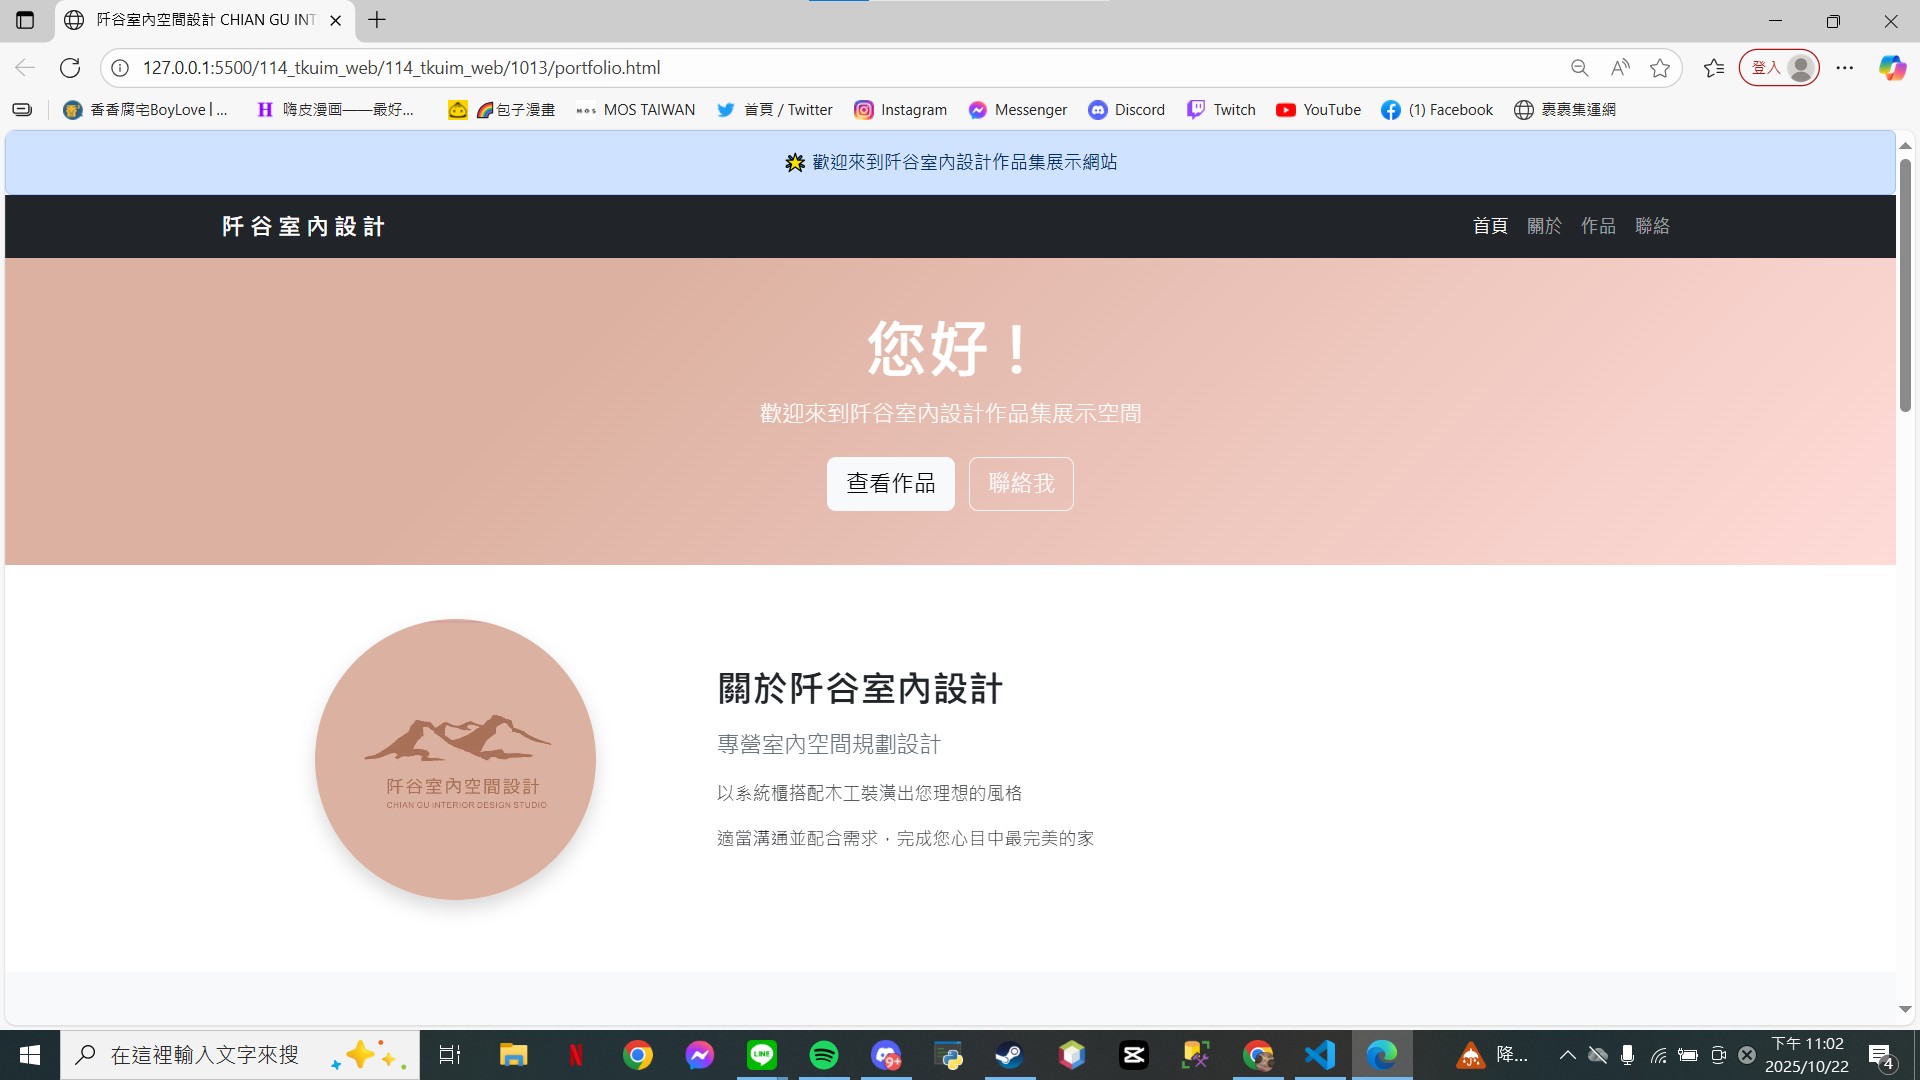 阡谷室內空間設計 CHIAN GU INT
127.0.0.1:5500/114_tkuim_web/114_tkuim_web/1013/portfolio.html
登入
香香腐宅BoyLove | ...
嗨皮漫画——最好...
包子漫畫
MOS TAIWAN
首頁 / Twitter
Instagram
Messenger
Discord
Twitch
YouTube
(1) Facebook
裹裹集運網
歡迎來到阡谷室內設計作品集展示網站
阡谷室內設計
首頁 關於 作品 聯絡
您好！
歡迎來到阡谷室內設計作品集展示空間
查看作品 聯絡我
阡谷室內空間設計
CHIAN GU INTERIOR DESIGN STUDIO
關於阡谷室內設計
專營室內空間規劃設計
以系統櫃搭配木工裝潢出您理想的風格
適當溝通並配合需求，完成您心目中最完美的家
在這裡輸入文字來搜
LINE
9+
降...
下午 11:02
2025/10/22
4